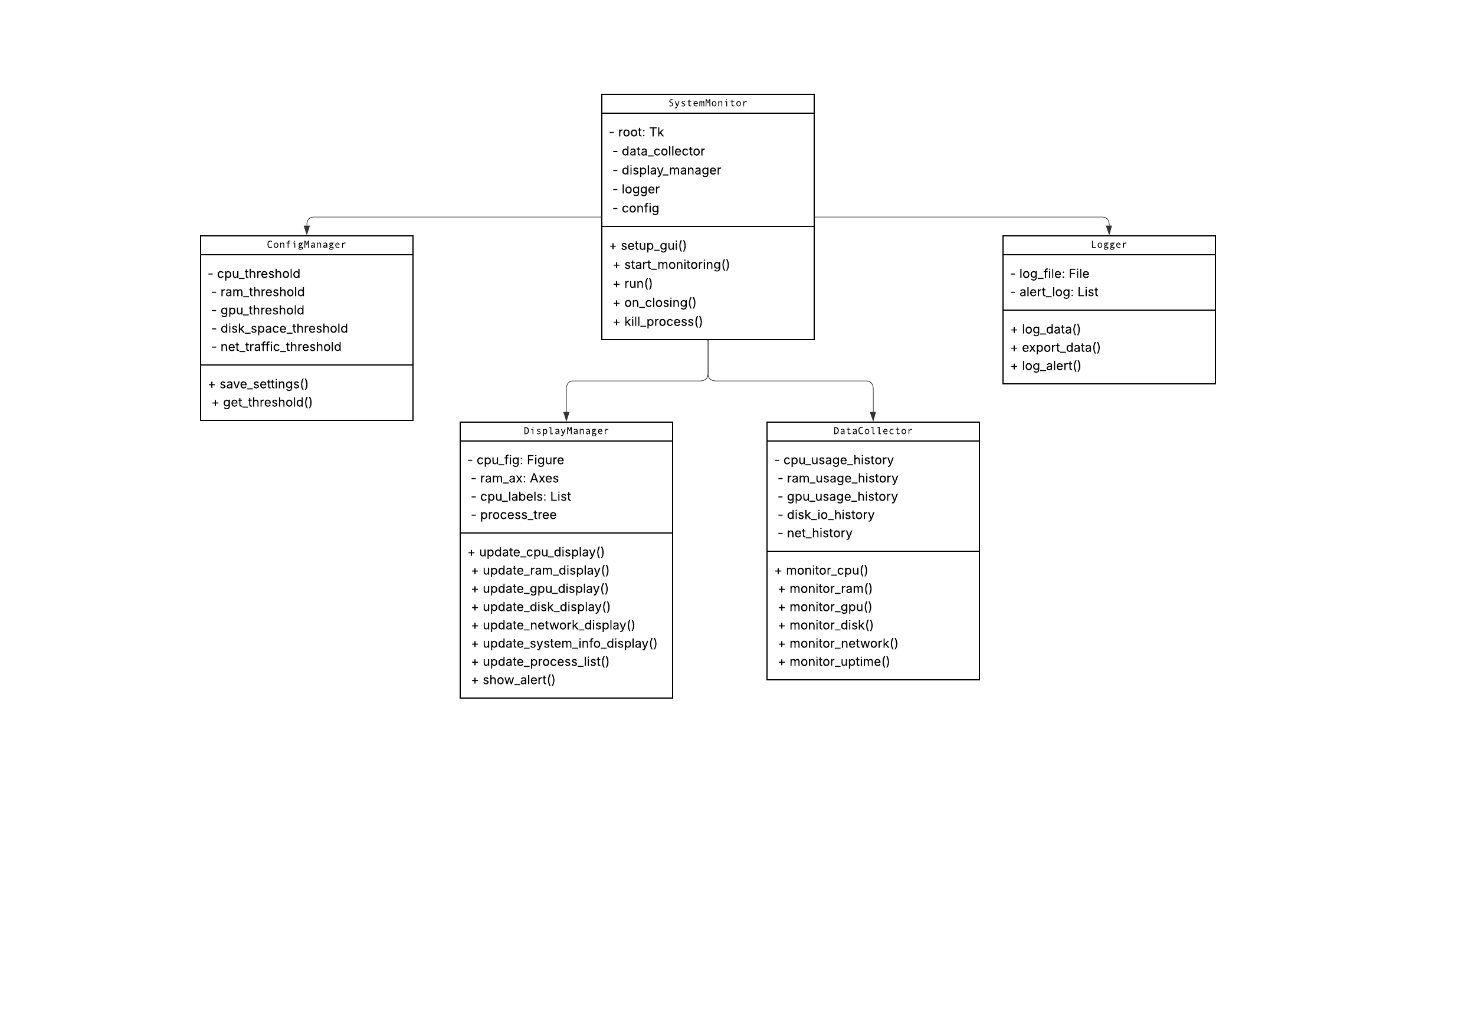 SystemMonitor
- root: Tk
- data_collector
- display_manager
- logger
- config
+ setup_gui()
+ start_monitoring()
+ run()
+ on_closing()
+ kill_process()
ConfigManager
- cpu_threshold
- ram_threshold
- gpu_threshold
- disk_space_threshold
- net_traffic_threshold
+ save_settings()
+ get_threshold()
Logger
- log_file: File
- alert_log: List
+ log_data()
+ export_data()
+ log_alert()
DisplayManager
- cpu_fig: Figure
- ram_ax: Axes
- cpu_labels: List
- process_tree
+ update_cpu_display()
+ update_ram_display()
+ update_gpu_display()
+ update_disk_display()
+ update_network_display()
+ update_system_info_display()
+ update_process_list()
+ show_alert()
DataCollector
- cpu_usage_history
- ram_usage_history
- gpu_usage_history
- disk_io_history
- net_history
+ monitor_cpu()
+ monitor_ram()
+ monitor_gpu()
+ monitor_disk()
+ monitor_network()
+ monitor_uptime()